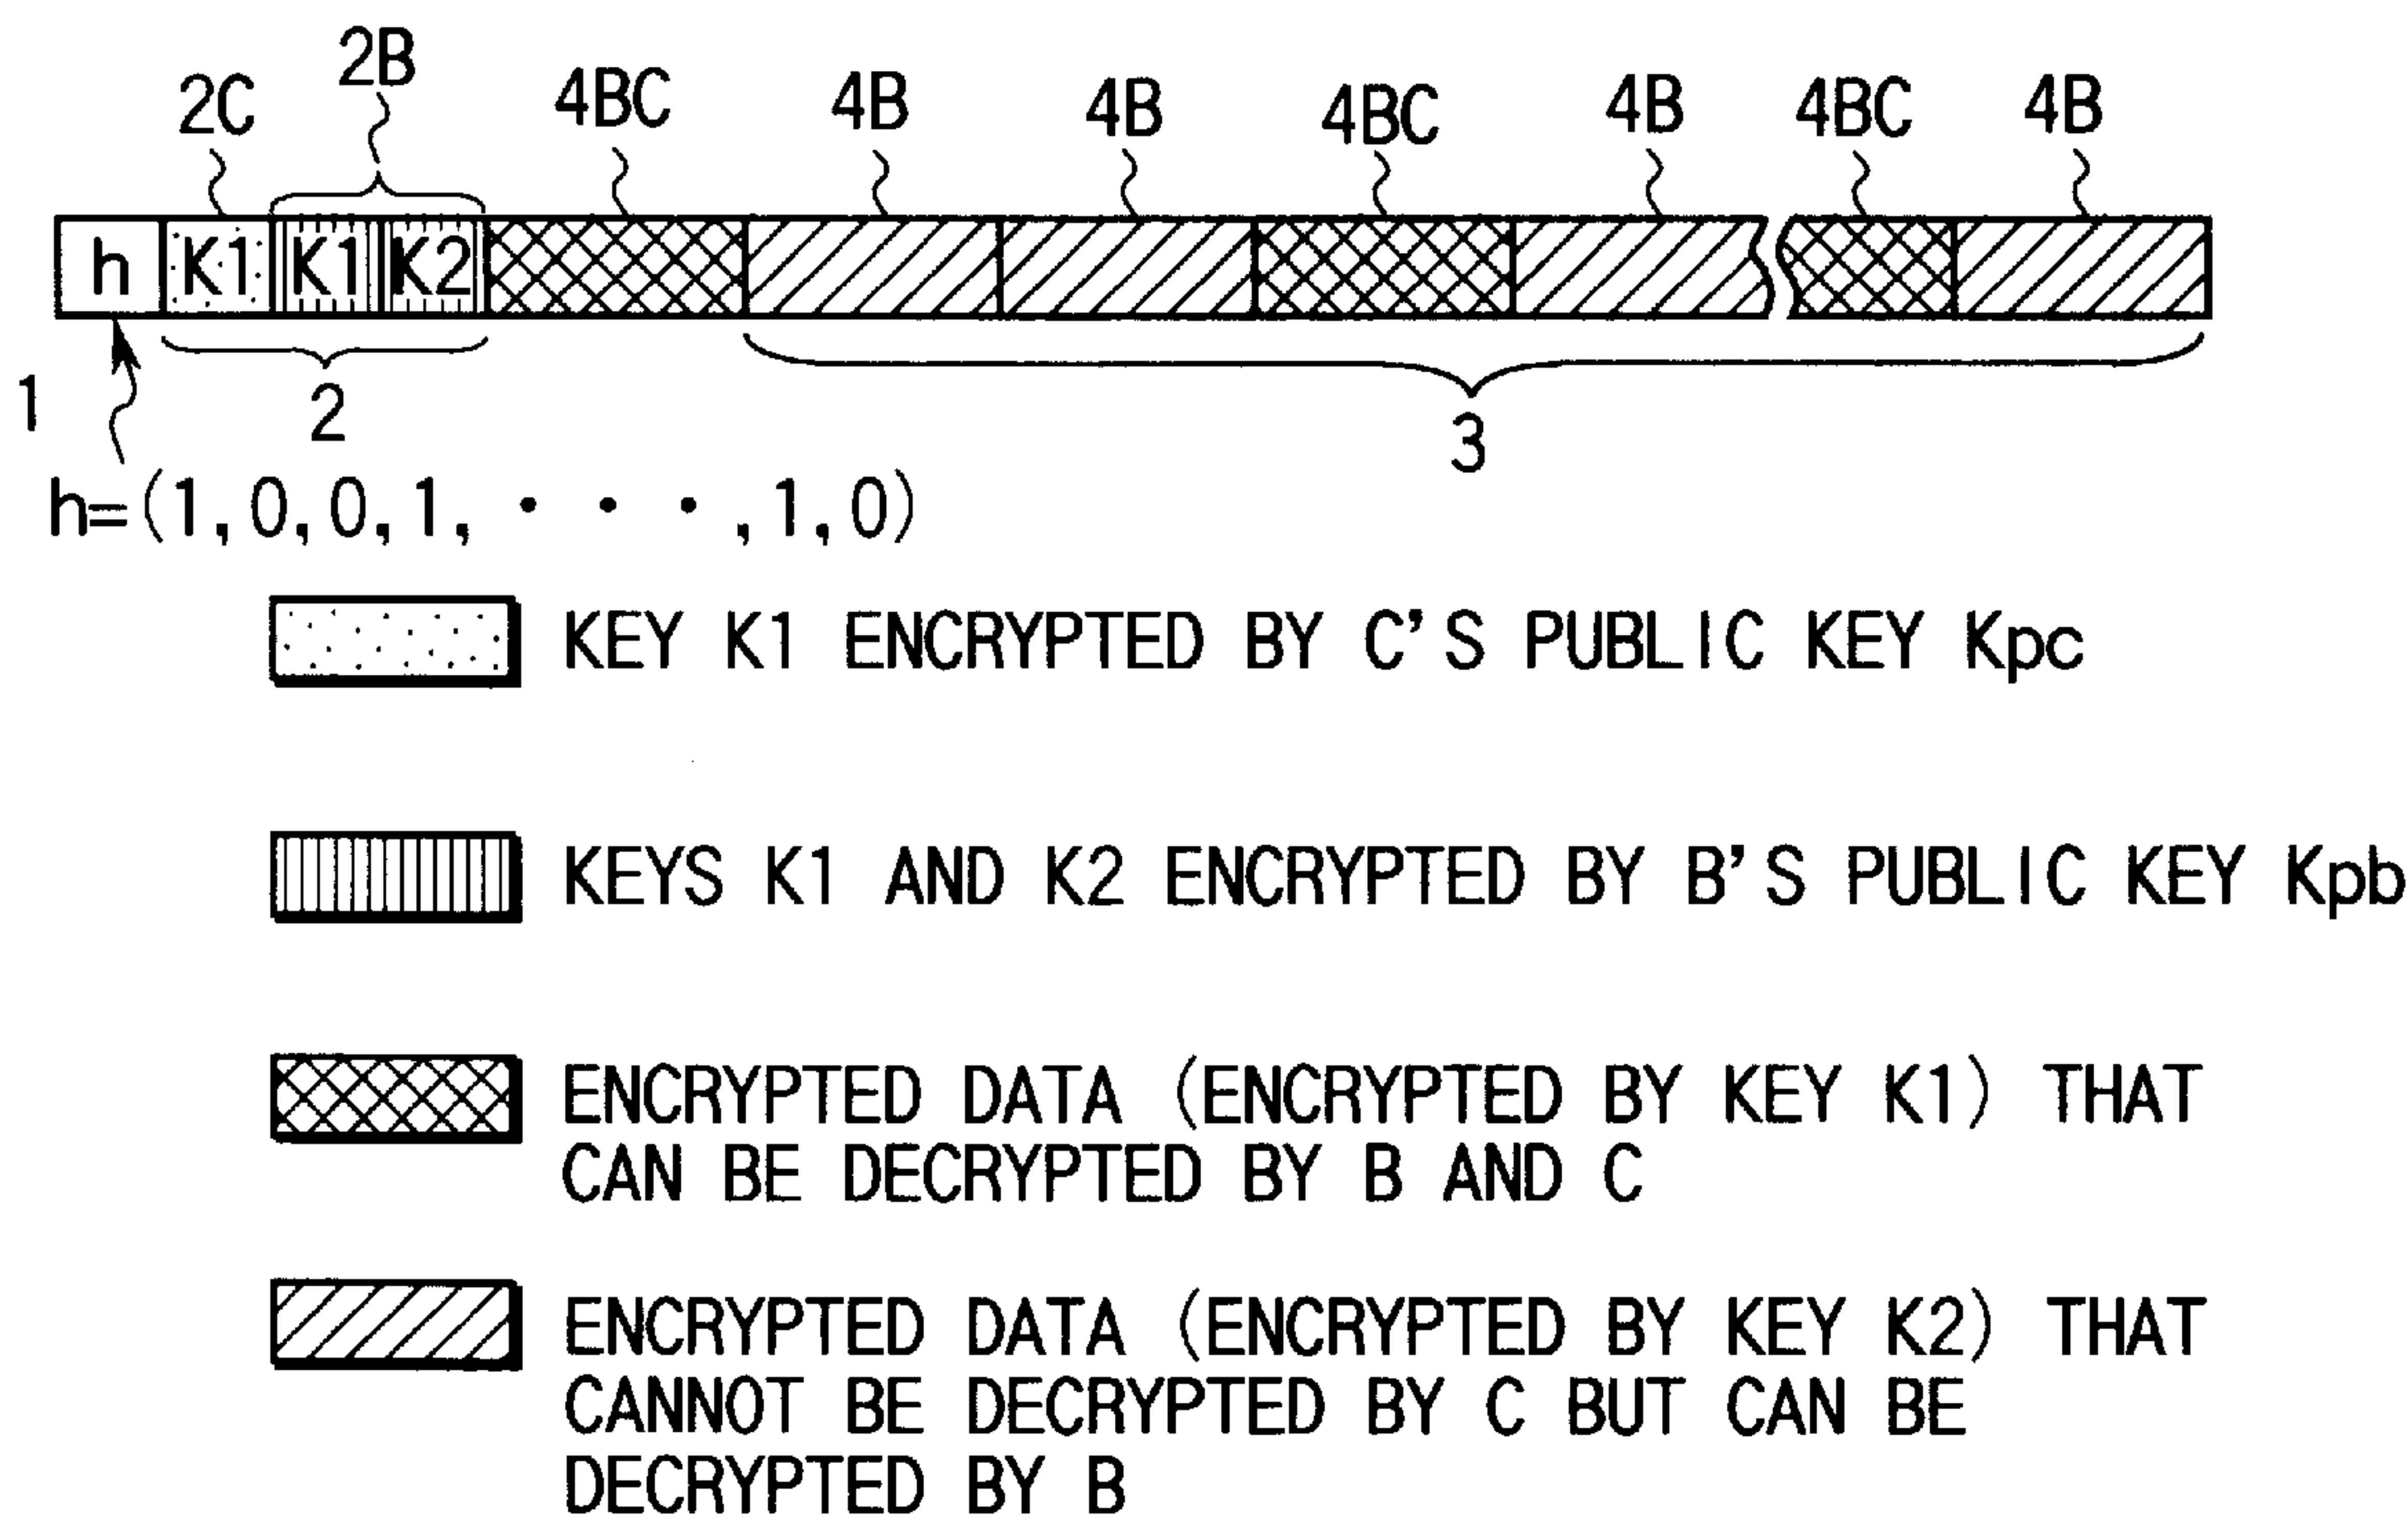 2C 2B 4BC 4B 4B 4BC 4B 4BC 4B
h K1 K1 K2
1 2 3
h=(1,0,0,1, · · · ,1,0)
KEY K1 ENCRYPTED BY C'S PUBLIC KEY Kpc
KEYS K1 AND K2 ENCRYPTED BY B'S PUBLIC KEY Kpb
ENCRYPTED DATA (ENCRYPTED BY KEY K1) THAT
CAN BE DECRYPTED BY B AND C
ENCRYPTED DATA (ENCRYPTED BY KEY K2) THAT
CANNOT BE DECRYPTED BY C BUT CAN BE
DECRYPTED BY B